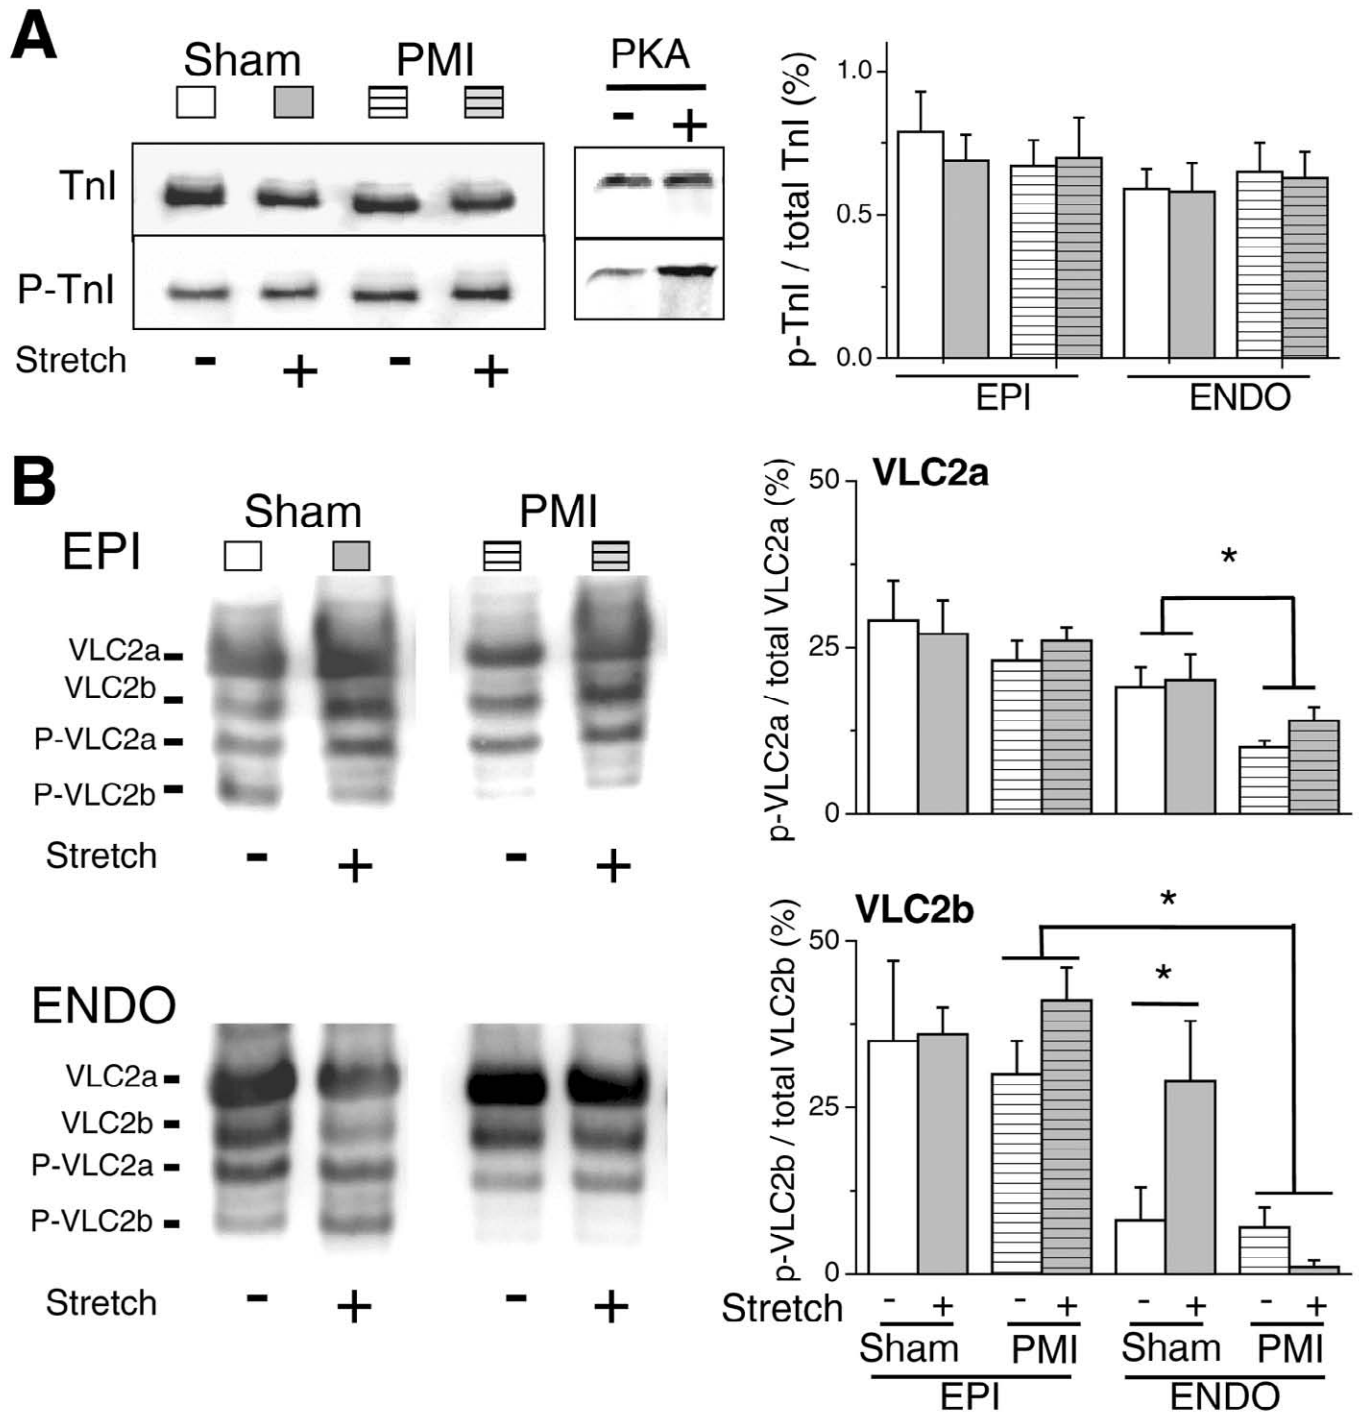 A
Sham PMI PKA
- +
TnI
P-TnI
Stretch - + - +
p-TnI / total TnI (%)
1.0
0.5
0.0
EPI ENDO
B
Sham PMI
EPI
VLC2a
VLC2b
P-VLC2a
P-VLC2b
Stretch - + - +
ENDO
VLC2a
VLC2b
P-VLC2a
P-VLC2b
Stretch - + - +
VLC2a
p-VLC2a / total VLC2a (%)
50
25
0
*
VLC2b
p-VLC2b / total VLC2b (%)
50
25
0
*
*
Stretch - + - + - + - +
Sham PMI Sham PMI
EPI ENDO